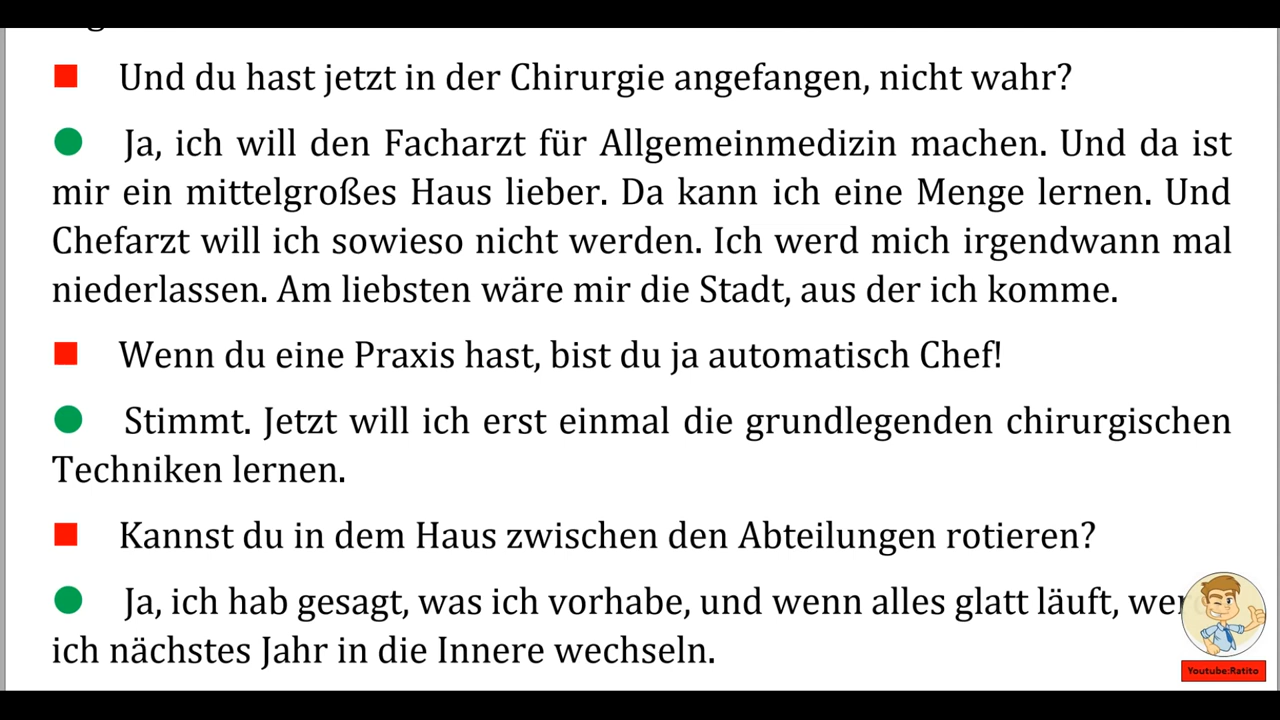 Und du hast jetzt in der Chirurgie angefangen, nicht wahr?
Ja, ich will den Facharzt für Allgemeinmedizin machen. Und da ist
mir ein mittelgroßes Haus lieber. Da kann ich eine Menge lernen. Und
Chefarzt will ich sowieso nicht werden. Ich werd mich irgendwann mal
niederlassen. Am liebsten wäre mir die Stadt, aus der ich komme.
Wenn du eine Praxis hast, bist du ja automatisch Chef!
Stimmt. Jetzt will ich erst einmal die grundlegenden chirurgischen
Techniken lernen.
Kannst du in dem Haus zwischen den Abteilungen rotieren?
Ja, ich hab gesagt, was ich vorhabe, und wenn alles glatt läuft,
ich nächstes Jahr in die Innere wechseln.
Youtube:Ratito